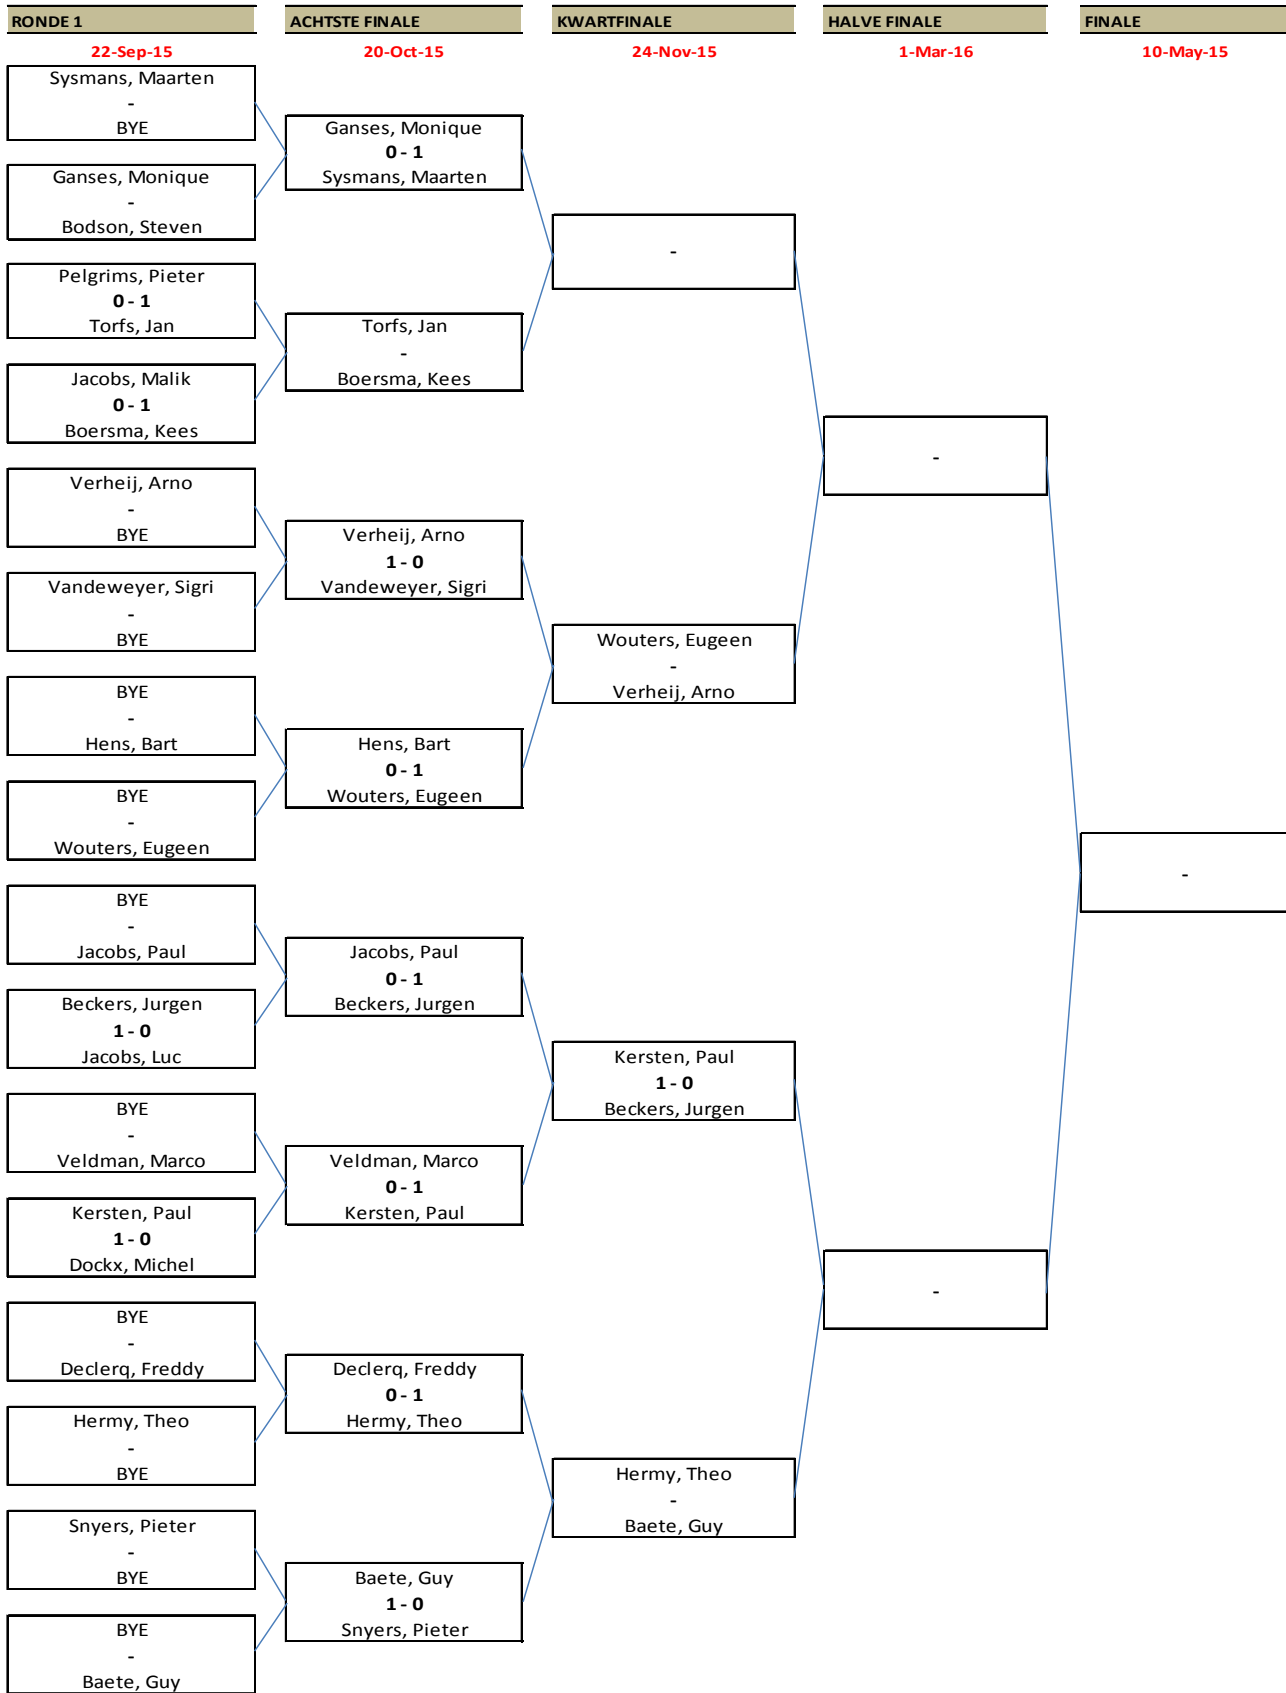 RONDE 1
22-Sep-15
Sysmans, Maarten
-
BYE
Ganses, Monique
-
Bodson, Steven
Pelgrims, Pieter
0 - 1
Torfs, Jan
Jacobs, Malik
0 - 1
Boersma, Kees
Verheij, Arno
-
BYE
Vandeweyer, Sigri
-
BYE
BYE
-
Hens, Bart
BYE
-
Wouters, Eugeen
BYE
-
Jacobs, Paul
Beckers, Jurgen
1 - 0
Jacobs, Luc
BYE
-
Veldman, Marco
Kersten, Paul
1 - 0
Dockx, Michel
BYE
-
Declerq, Freddy
Hermy, Theo
-
BYE
Snyers, Pieter
-
BYE
BYE
-
Baete, Guy
ACHTSTE FINALE
20-Oct-15
Ganses, Monique
0 - 1
Sysmans, Maarten
Torfs, Jan
-
Boersma, Kees
Verheij, Arno
1 - 0
Vandeweyer, Sigri
Hens, Bart
0 - 1
Wouters, Eugeen
Jacobs, Paul
0 - 1
Beckers, Jurgen
Veldman, Marco
0 - 1
Kersten, Paul
Declerq, Freddy
0 - 1
Hermy, Theo
Baete, Guy
1 - 0
Snyers, Pieter
KWARTFINALE
24-Nov-15
-
Wouters, Eugeen
-
Verheij, Arno
Kersten, Paul
1 - 0
Beckers, Jurgen
Hermy, Theo
-
Baete, Guy
HALVE FINALE
1-Mar-16
-
-
FINALE
10-May-15
-